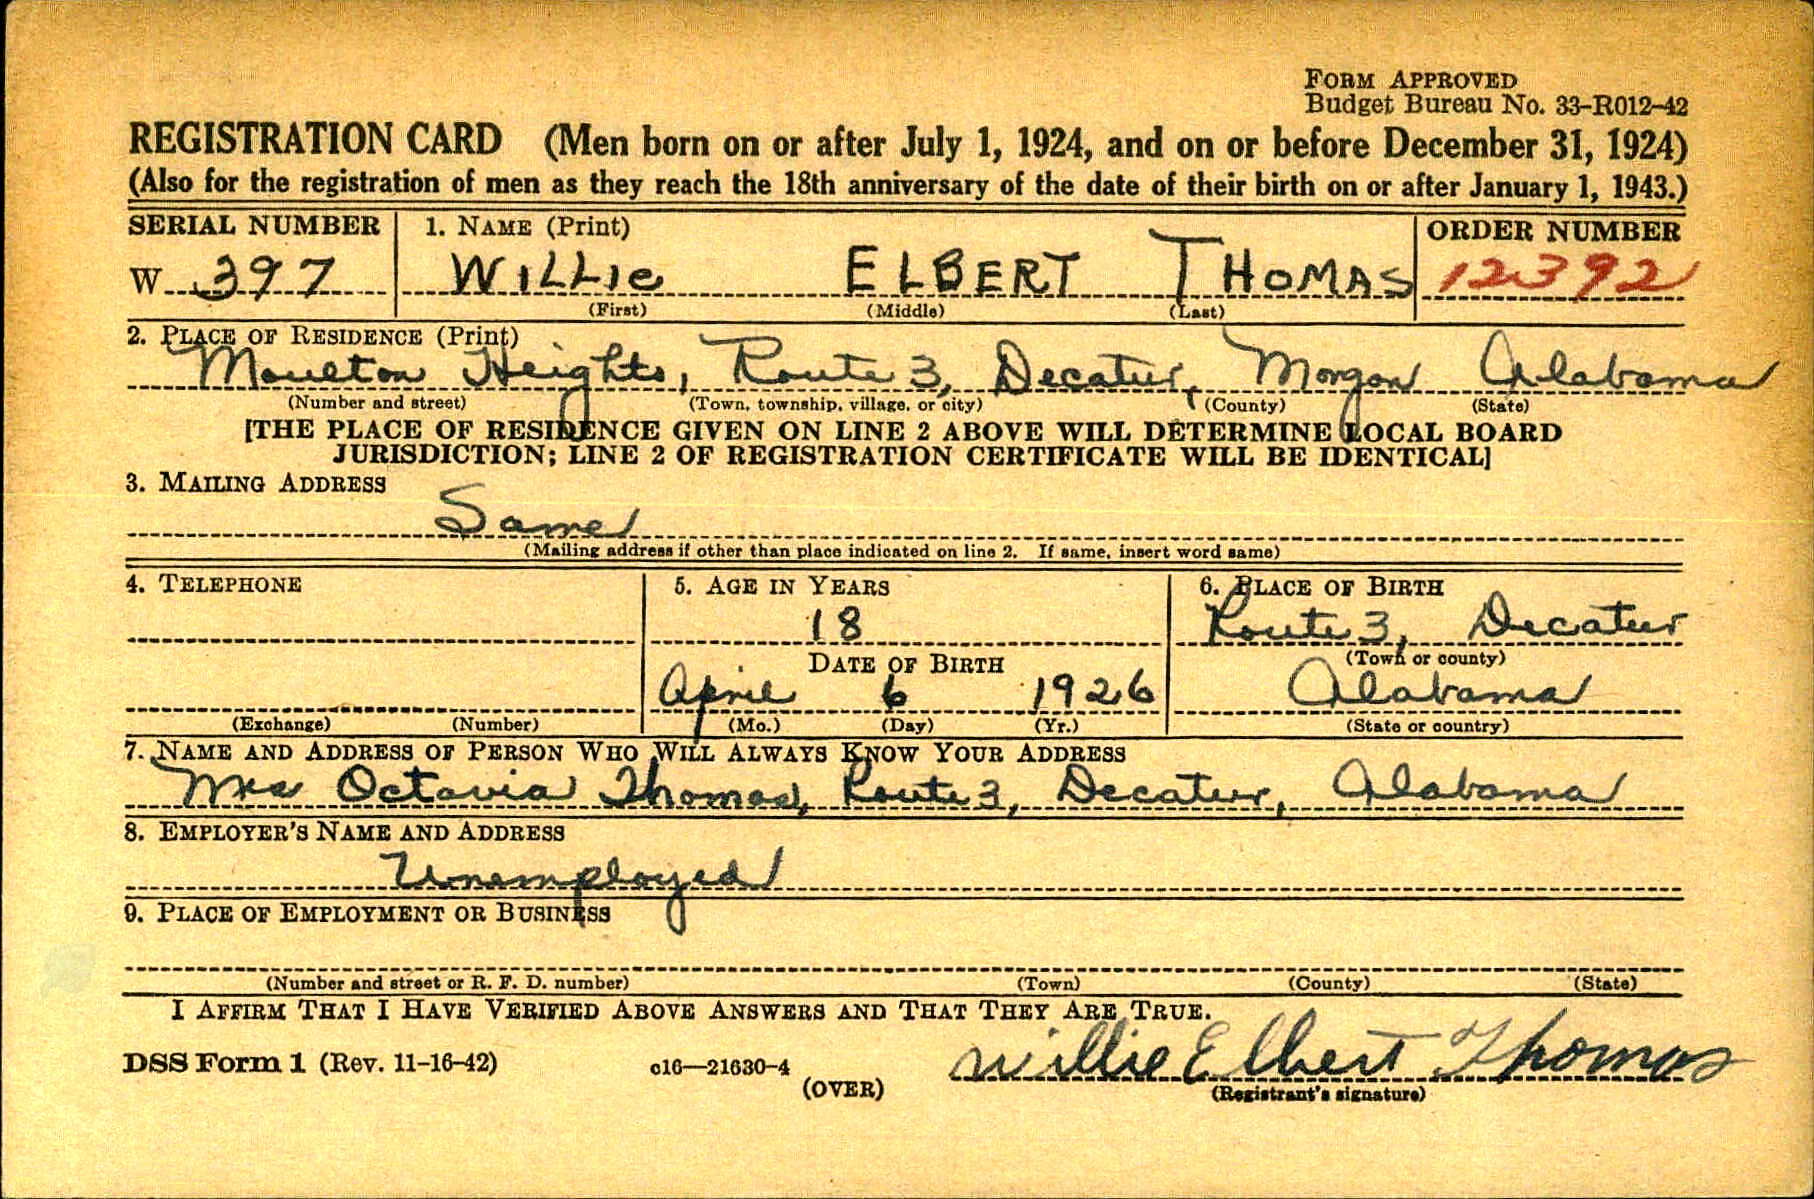 FORM APPROVED
Budget Bureau No. 33-R012-42
REGISTRATION CARD (Men born on or after July 1, 1924, and on or before December 31, 1924)
(Also for the registration of men as they reach the 18th anniversary of the date of their birth on or after January 1, 1943.)
SERIAL NUMBER 1. NAME (Print) ORDER NUMBER
W 397 WILLIE ELBERT THOMAS 12392
(First) (Middle) (Last)
2. PLACE OF RESIDENCE (Print)
Moulton Heights, Route 3, Decatur, Morgan Alabama
(Number and street) (Town, township, village, or city) (County) (State)
[THE PLACE OF RESIDENCE GIVEN ON LINE 2 ABOVE WILL DETERMINE LOCAL BOARD
JURISDICTION; LINE 2 OF REGISTRATION CERTIFICATE WILL BE IDENTICAL]
3. MAILING ADDRESS
Same
(Mailing address if other than place indicated on line 2. If same, insert word same)
4. TELEPHONE 5. AGE IN YEARS 6. PLACE OF BIRTH
18 Route 3, Decatur
DATE OF BIRTH (Town or county)
April 6 1926 Alabama
(Exchange) (Number) (Mo.) (Day) (Yr.) (State or country)
7. NAME AND ADDRESS OF PERSON WHO WILL ALWAYS KNOW YOUR ADDRESS
Mrs Octavia Thomas, Route 3, Decatur, Alabama
8. EMPLOYER'S NAME AND ADDRESS
Unemployed
9. PLACE OF EMPLOYMENT OR BUSINESS
(Number and street or R. F. D. number) (Town) (County) (State)
I AFFIRM THAT I HAVE VERIFIED ABOVE ANSWERS AND THAT THEY ARE TRUE.
DSS Form 1 (Rev. 11-16-42) c16—21630-4 (OVER) Willie Elbert Thomas
(Registrant's signature)